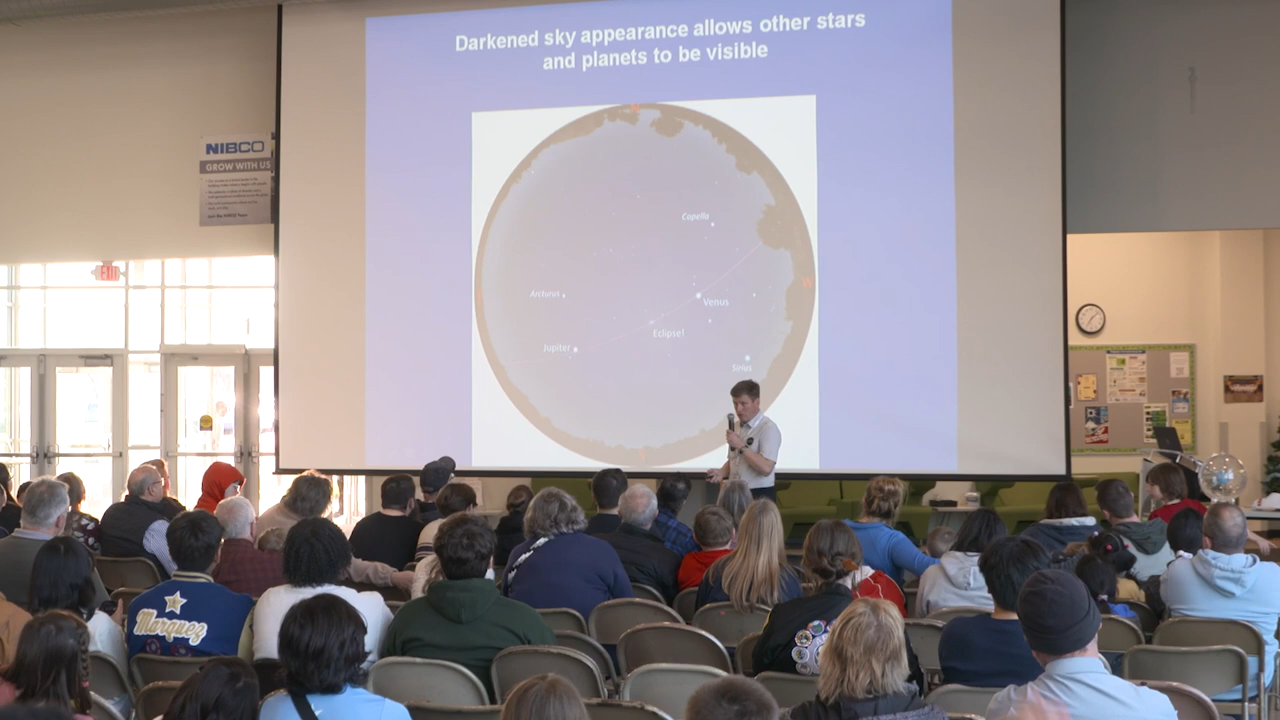 Darkened sky appearance allows other stars
and planets to be visible
NIBCO
GROW WITH US
EXIT
N
Capella
Arcturus
W
Venus
Eclipse!
Jupiter
Sirius
S
Marquez